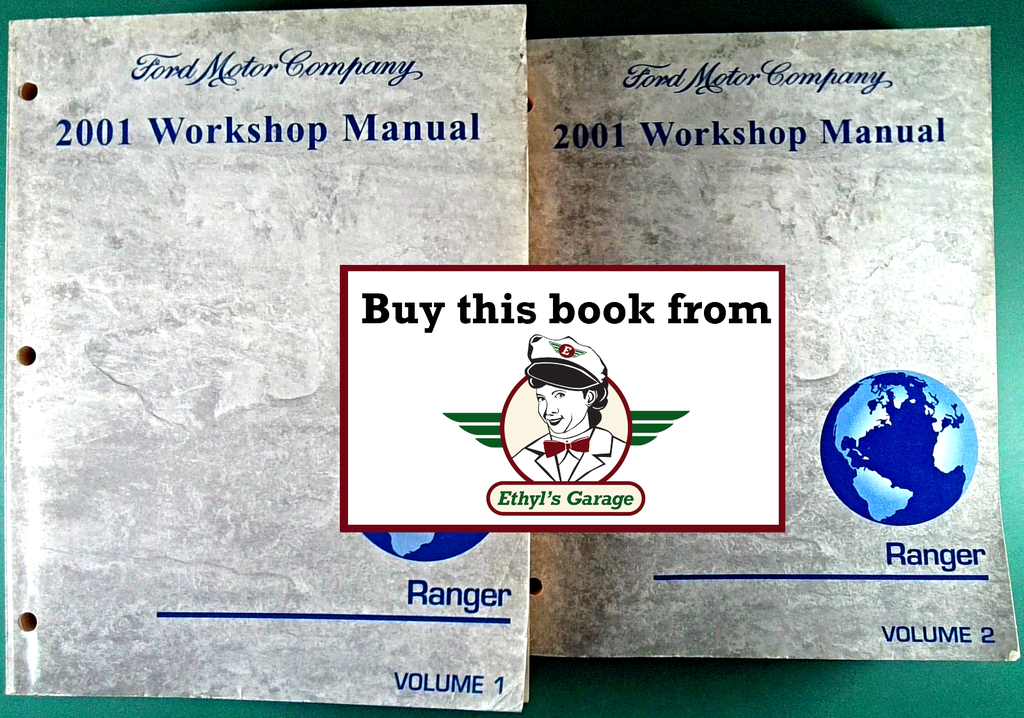 Ford Motor Company
2001 Workshop Manual
Ranger
VOLUME 1
Ford Motor Company
2001 Workshop Manual
Ranger
VOLUME 2
Buy this book from
E
Ethyl's Garage